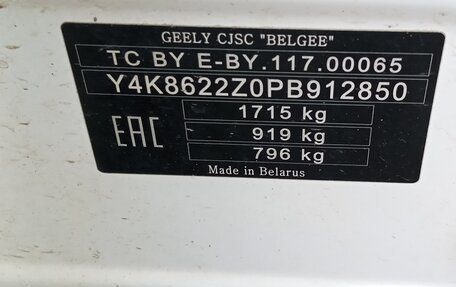 GEELY CJSC "BELGEE"
TC BY E-BY.117.00065
Y4K8622Z0PB912850
1715 kg
EAC
919 kg
796 kg
Made in Belarus